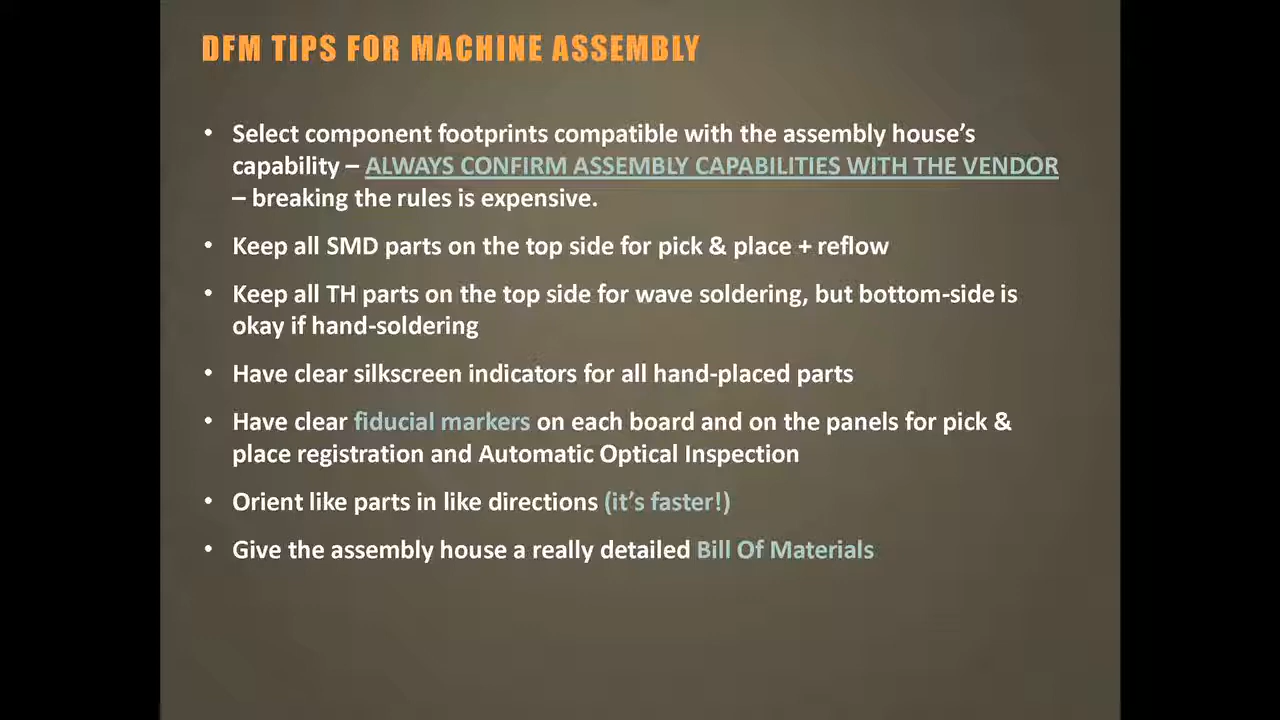 DFM TIPS FOR MACHINE ASSEMBLY
• Select component footprints compatible with the assembly house's
capability – ALWAYS CONFIRM ASSEMBLY CAPABILITIES WITH THE VENDOR
– breaking the rules is expensive.
• Keep all SMD parts on the top side for pick & place + reflow
• Keep all TH parts on the top side for wave soldering, but bottom-side is
okay if hand-soldering
• Have clear silkscreen indicators for all hand-placed parts
• Have clear fiducial markers on each board and on the panels for pick &
place registration and Automatic Optical Inspection
• Orient like parts in like directions (it's faster!)
• Give the assembly house a really detailed Bill Of Materials